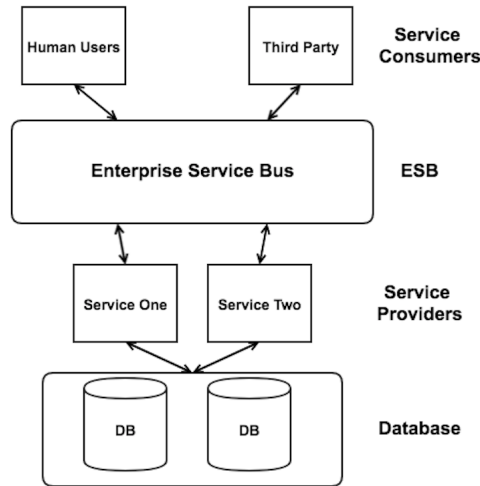 Human Users
Third Party
Service
Consumers
Enterprise Service Bus
ESB
Service One
Service Two
Service
Providers
DB
DB
Database